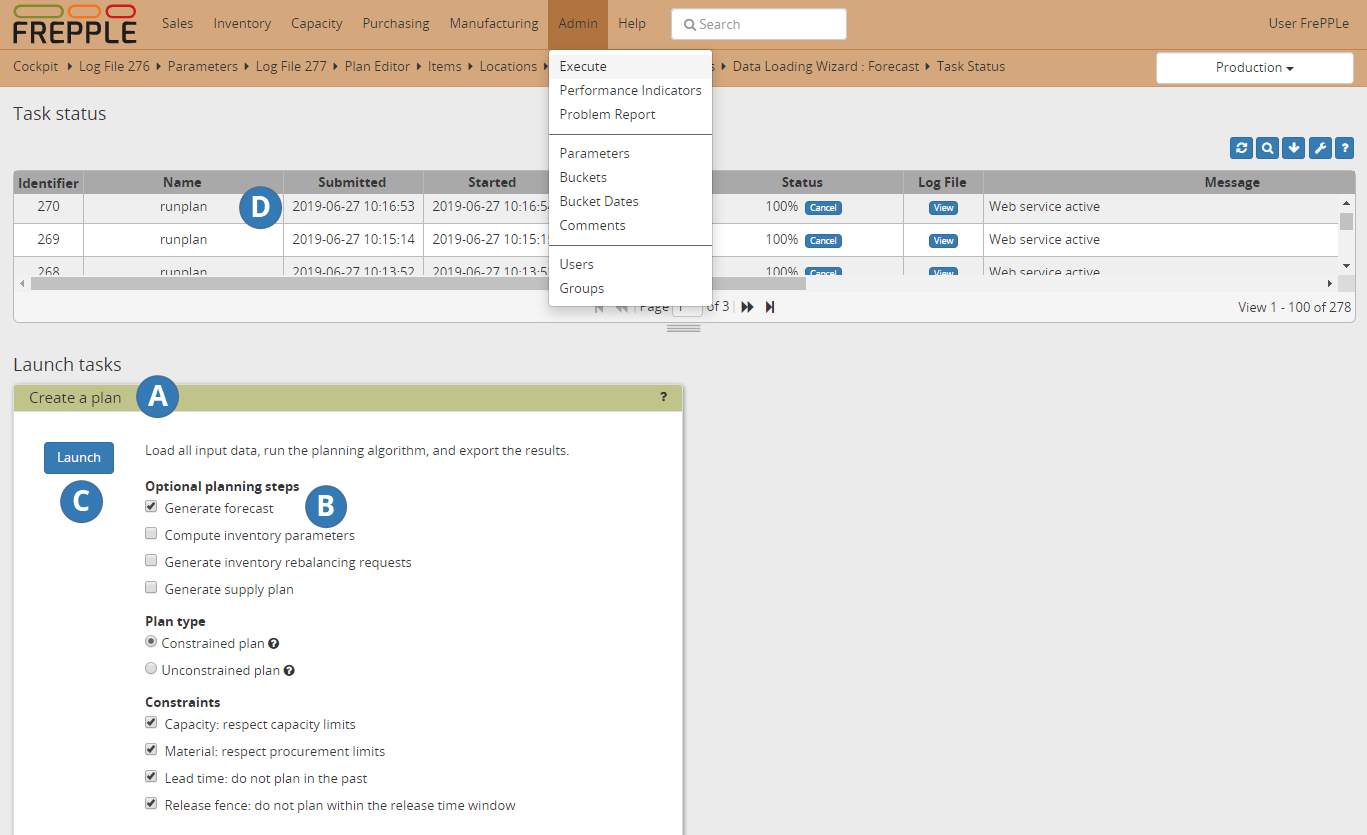 FREPPLE Sales Inventory Capacity Purchasing Manufacturing Admin Help Search User FrePPLe
Cockpit Log File 276 Parameters Log File 277 Plan Editor Items Locations s Data Loading Wizard : Forecast Task Status Production
Execute
Performance Indicators
Problem Report
Parameters
Buckets
Bucket Dates
Comments
Users
Groups
Task status
?
Identifier Name Submitted Started Status Log File Message
270 runplan D 2019-06-27 10:16:53 2019-06-27 10:16:54 100% Cancel View Web service active
269 runplan 2019-06-27 10:15:14 2019-06-27 10:15:15 100% Cancel View Web service active
268 runplan 2019-06-27 10:13:52 2019-06-27 10:13:5 100% Cancel View Web service active
Page 1 of 3 View 1 - 100 of 278
Launch tasks
Create a plan A ?
Launch Load all input data, run the planning algorithm, and export the results.
C
Optional planning steps
Generate forecast B
Compute inventory parameters
Generate inventory rebalancing requests
Generate supply plan
Plan type
Constrained plan ?
Unconstrained plan ?
Constraints
Capacity: respect capacity limits
Material: respect procurement limits
Lead time: do not plan in the past
Release fence: do not plan within the release time window